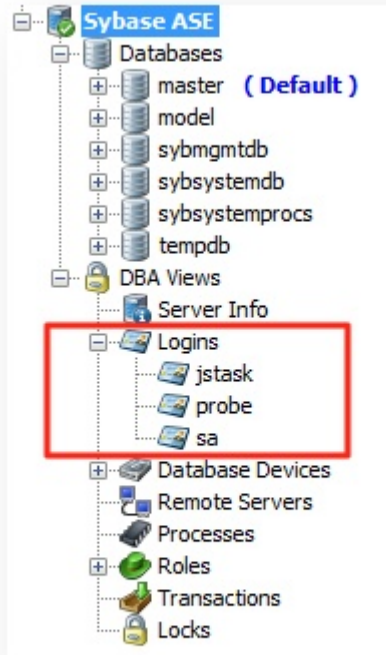 Sybase ASE
Databases
master ( Default )
model
sybmgmtdb
sybsystemdb
sybsystemprocs
tempdb
DBA Views
Server Info
Logins
jstask
probe
sa
Database Devices
Remote Servers
Processes
Roles
Transactions
Locks